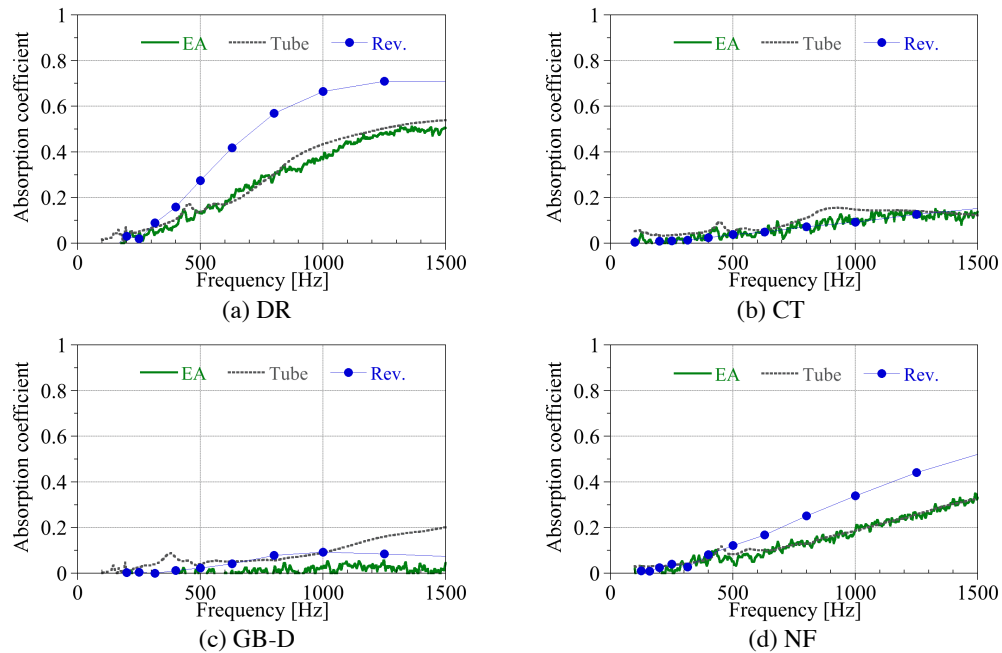 1
0.8
0.6
0.4
0.2
0
Absorption coefficient
EA Tube Rev.
500 1000 1500
Frequency [Hz]
(a) DR
1
0.8
0.6
0.4
0.2
0
Absorption coefficient
EA Tube Rev.
0 500 1000 1500
Frequency [Hz]
(b) CT
1
0.8
0.6
0.4
0.2
0
Absorption coefficient
EA Tube Rev.
0 500 1000 1500
Frequency [Hz]
(c) GB-D
1
0.8
0.6
0.4
0.2
0
Absorption coefficient
EA Tube Rev.
0 500 1000 1500
Frequency [Hz]
(d) NF